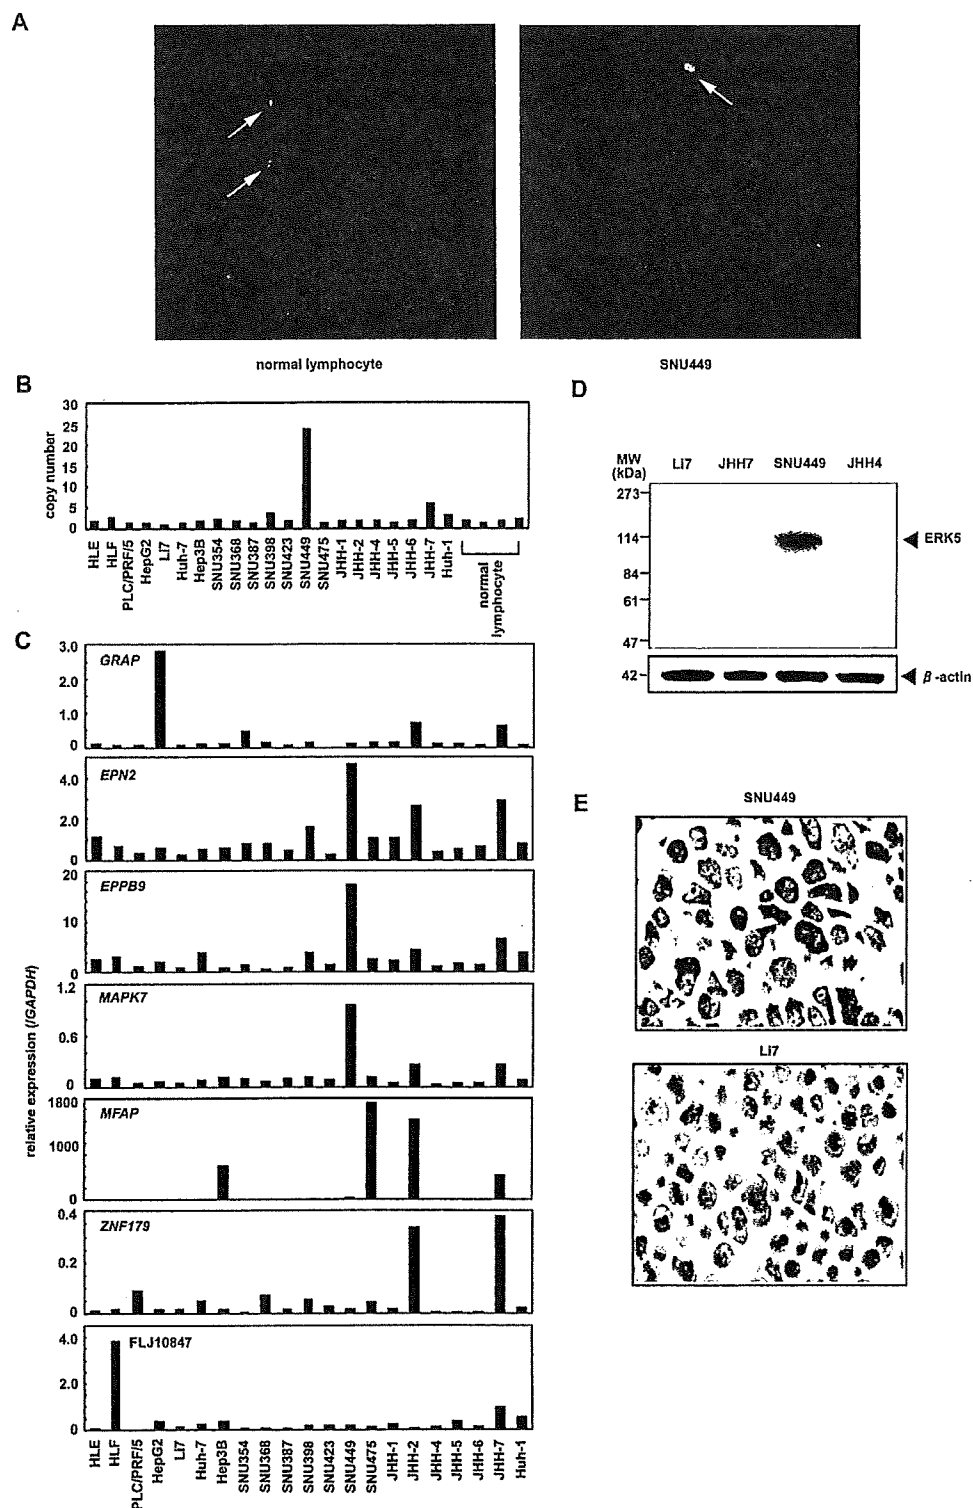 A
normal lymphocyte
SNU449
B
copy number
30
25
20
15
10
5
0
HLE
HLF
PLC/PRF/5
HepG2
Li7
Huh-7
Hep3B
SNU354
SNU368
SNU387
SNU398
SNU423
SNU449
SNU475
JHH-1
JHH-2
JHH-4
JHH-5
JHH-6
JHH-7
Huh-1
normal
lymphocyte
C
relative expression (/GAPDH)
GRAP
3.0
2.0
1.0
0
EPN2
4.0
2.0
0
EPPB9
20
10
0
MAPK7
1.2
0.6
0
MFAP
1800
1000
0
ZNF179
0.4
0.2
0
FLJ10847
4.0
2.0
0
HLE
HLF
PLC/PRF/5
HepG2
Li7
Huh-7
Hep3B
SNU354
SNU368
SNU387
SNU398
SNU423
SNU449
SNU475
JHH-1
JHH-2
JHH-4
JHH-5
JHH-6
JHH-7
Huh-1
D
MW
(kDa)
Li7 JHH7 SNU449 JHH4
273
114
84
61
47
42
ERK5
β-actin
E
SNU449
Li7